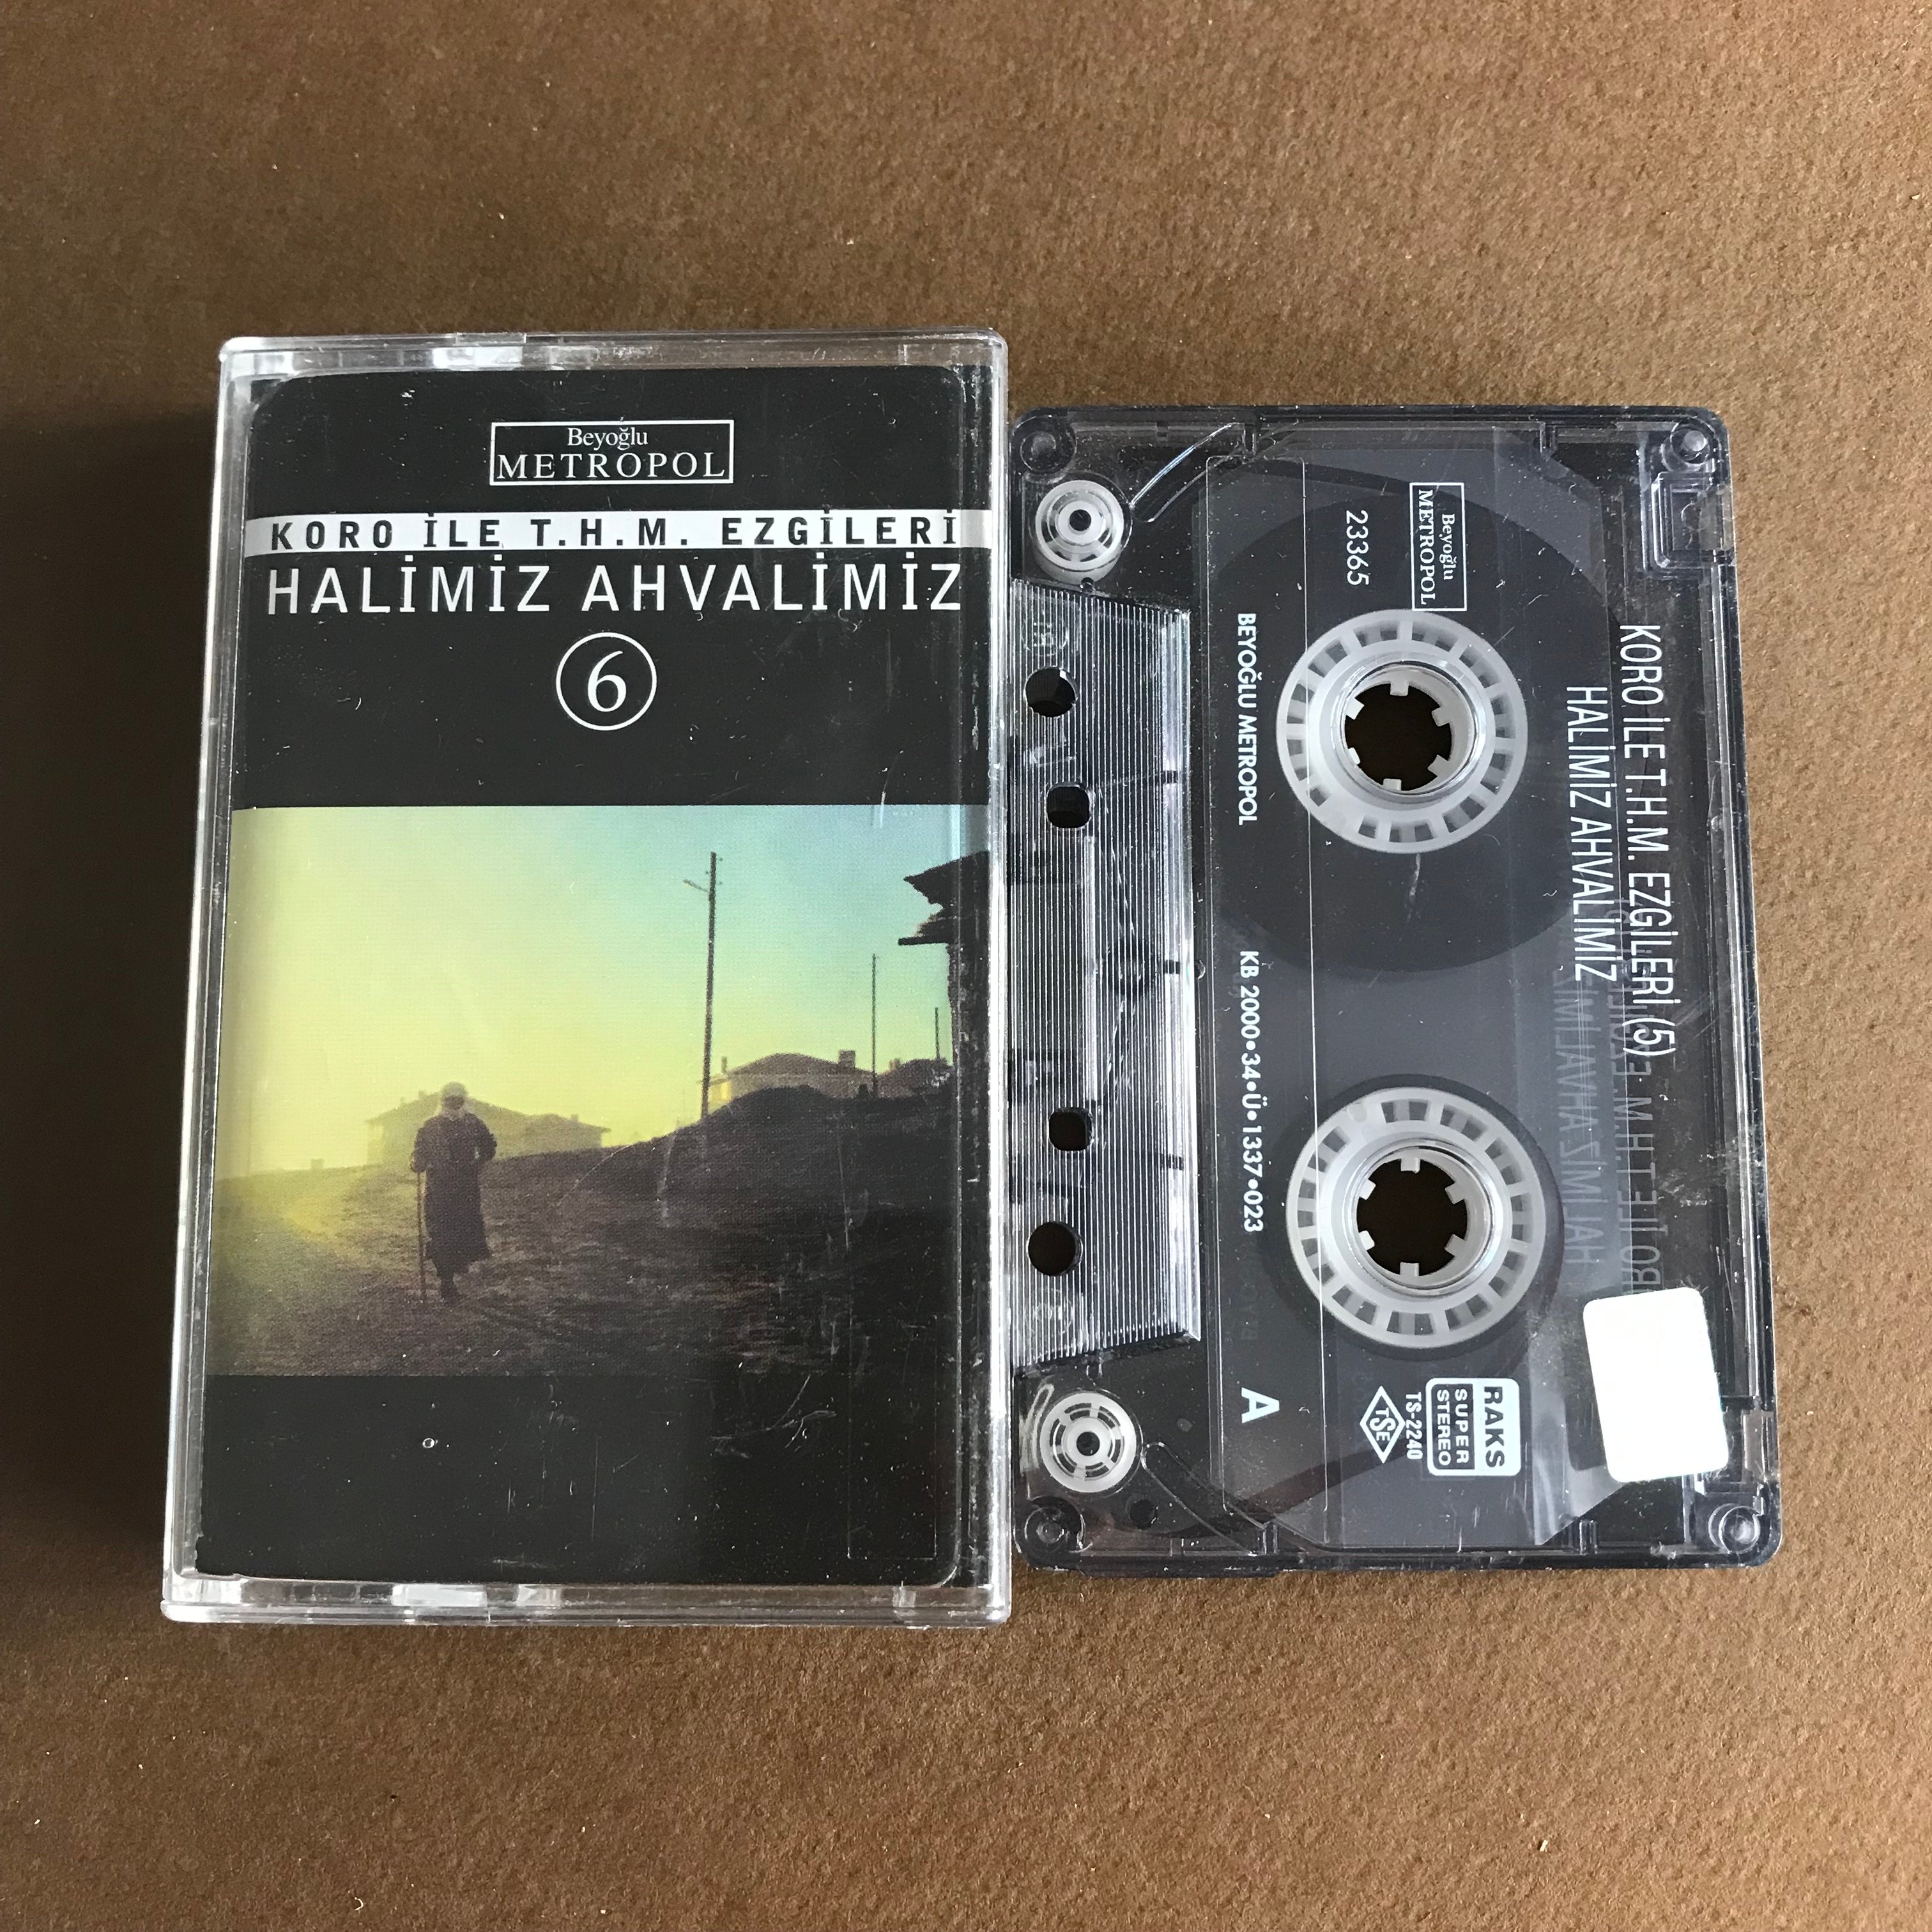 Beyoğlu
METROPOL
KORO İLE T.H.M. EZGİLERİ
HALİMİZ AHVALİMİZ
6
KORO İLE T.H.M. EZGİLERİ (5)
HALİMİZ AHVALİMİZ
Beyoğlu
METROPOL
23365
RAKS
SUPER
STEREO
TS-2240
TSE
BEYOĞLU METROPOL
KB 2000•34•Ü•1337•023
A